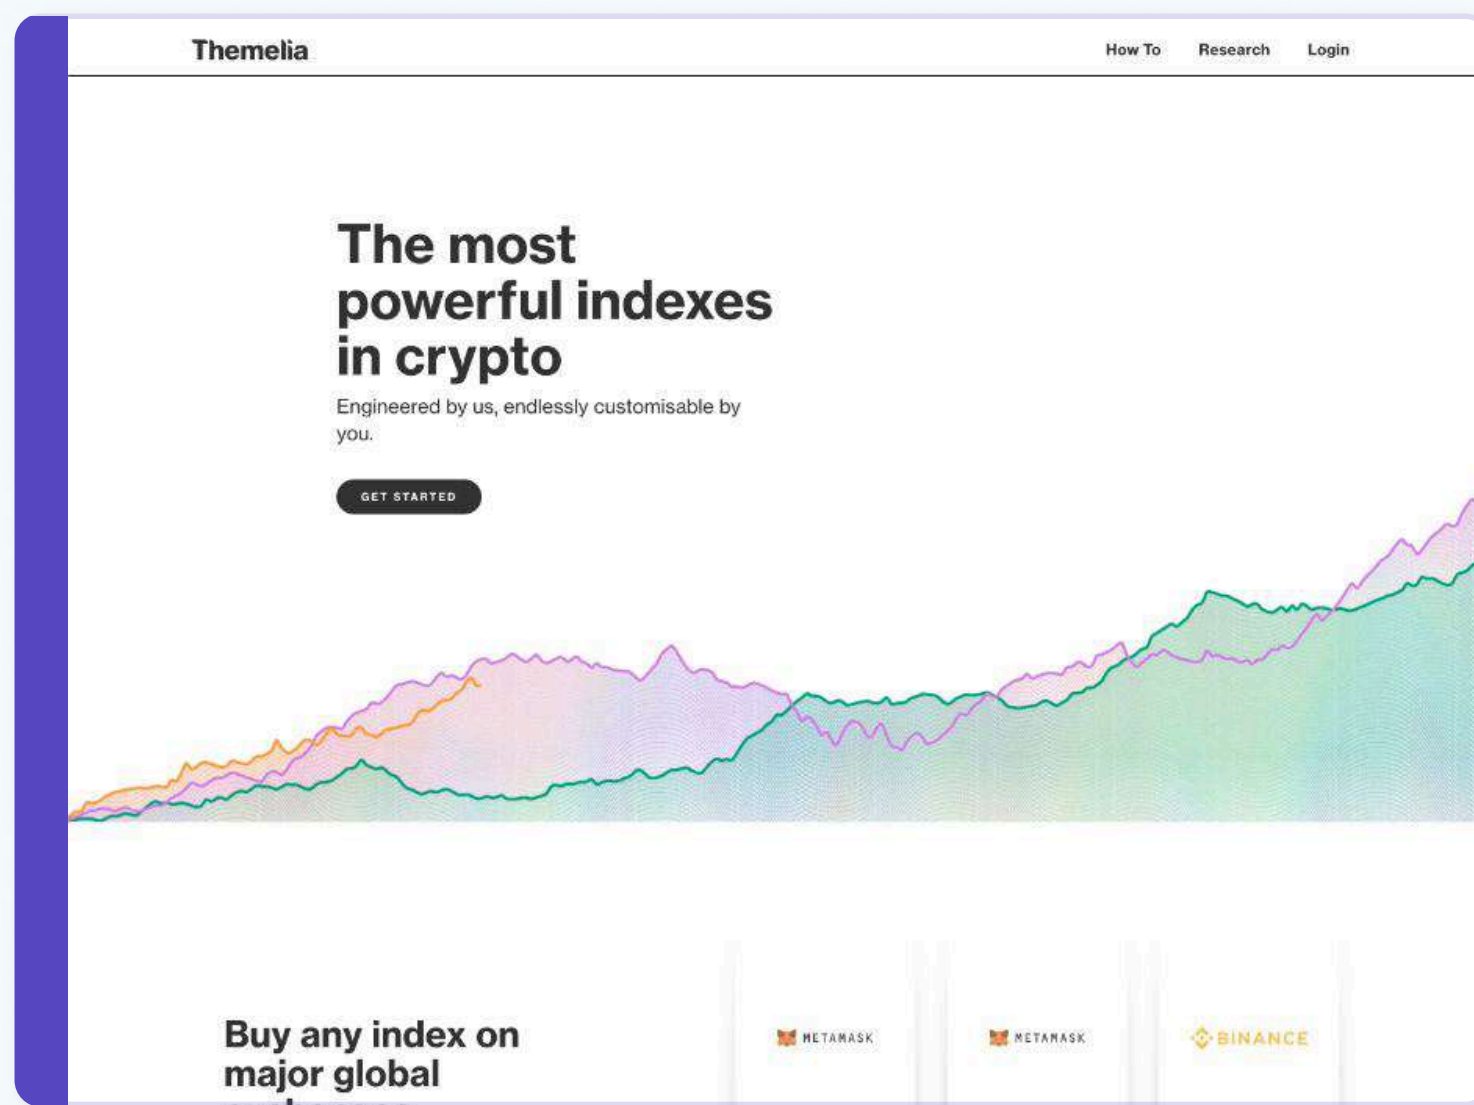 Themelia
How To Research Login
The most
powerful indexes
in crypto
Engineered by us, endlessly customisable by
you.
GET STARTED
Buy any index on
major global
METAMASK METAMASK BINANCE